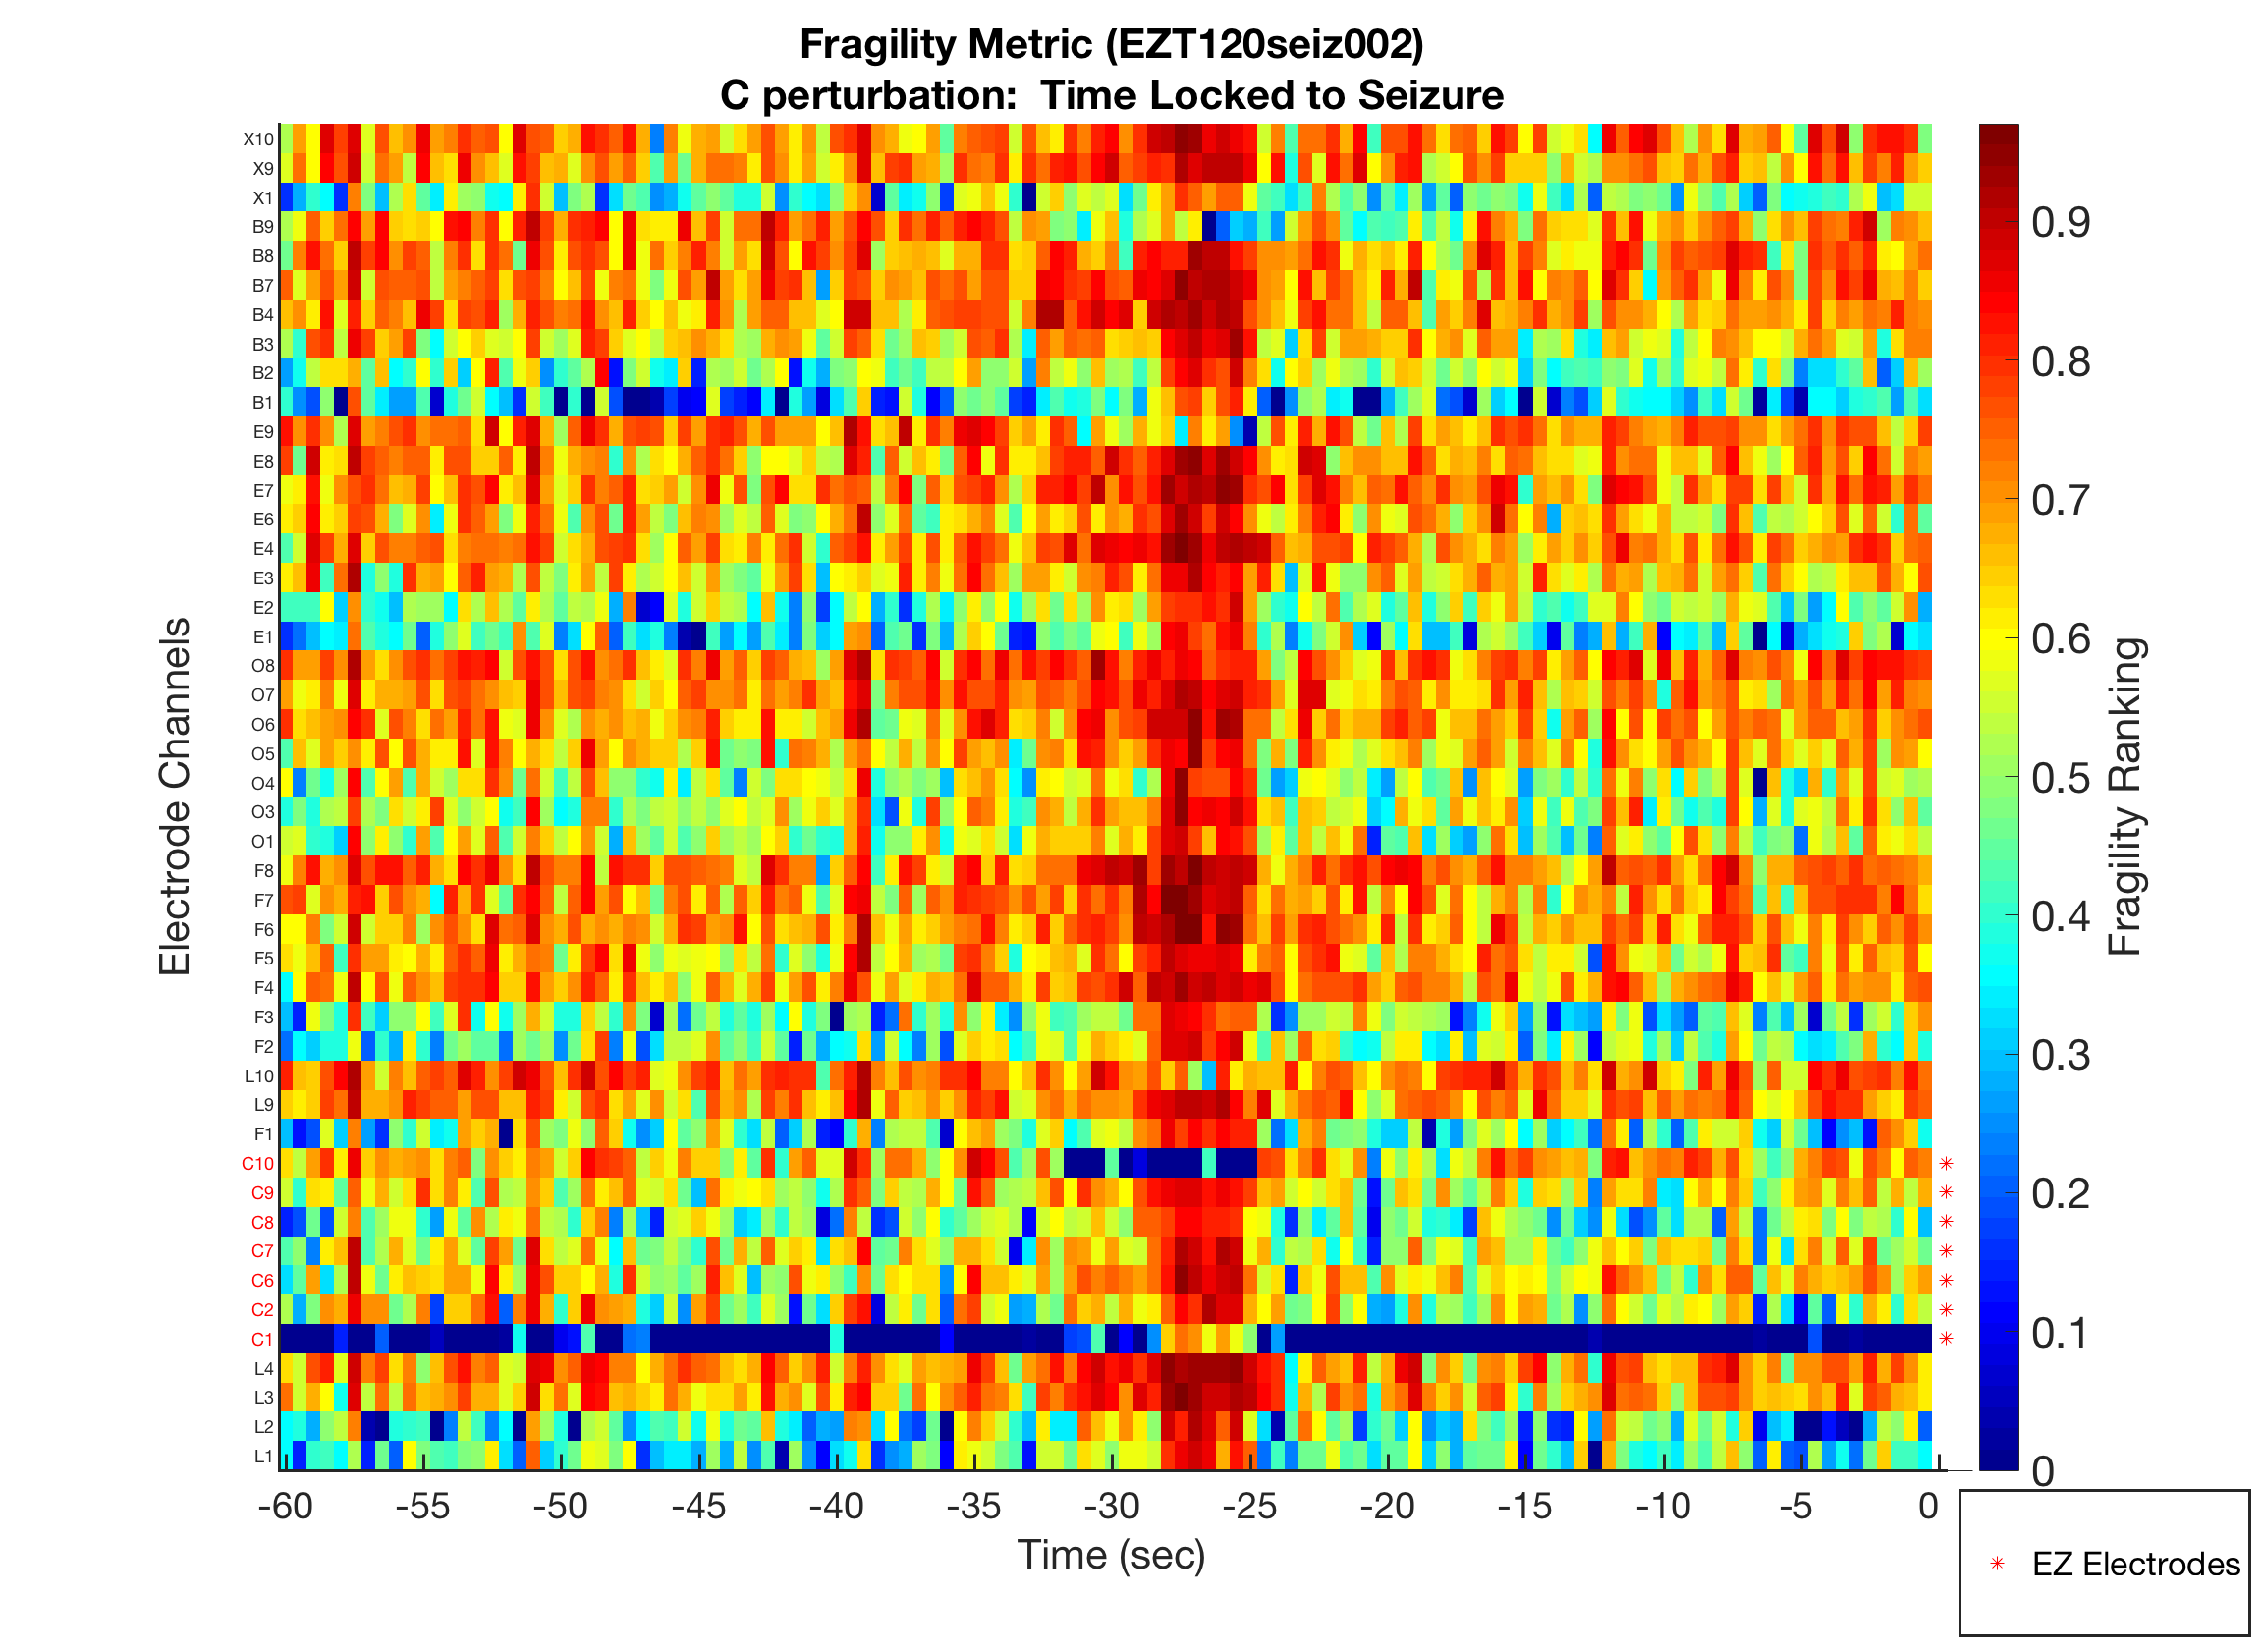 Fragility Metric (EZT120seiz002)
C perturbation:  Time Locked to Seizure
Electrode Channels
X10
X9
X1
B9
B8
B7
B4
B3
B2
B1
E9
E8
E7
E6
E4
E3
E2
E1
O8
O7
O6
O5
O4
O3
O1
F8
F7
F6
F5
F4
F3
F2
L10
L9
F1
C10
C9
C8
C7
C6
C2
C1
L4
L3
L2
L1
-60 -55 -50 -45 -40 -35 -30 -25 -20 -15 -10 -5 0
Time (sec)
0.9
0.8
0.7
0.6
0.5
0.4
0.3
0.2
0.1
0
Fragility Ranking
EZ Electrodes